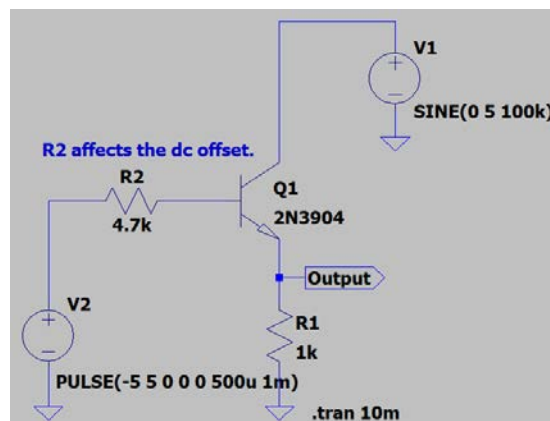 V1
SINE(0 5 100k)
R2 affects the dc offset.
R2
4.7k
Q1
2N3904
Output
V2
R1
1k
PULSE(-5 5 0 0 0 500u 1m)
.tran 10m